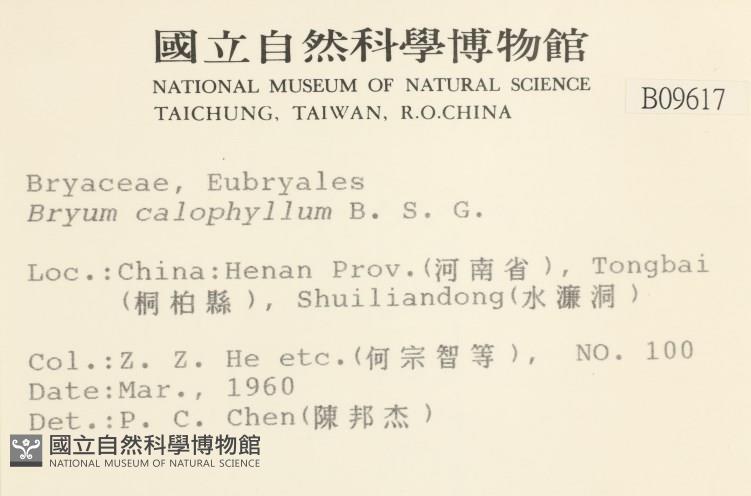 國立自然科學博物館
NATIONAL MUSEUM OF NATURAL SCIENCE
TAICHUNG, TAIWAN, R.O.CHINA
B09617
Bryaceae, Eubryales
Bryum calophyllum B. S. G.
Loc.:China:Henan Prov.(河南省), Tongbai
(桐柏縣), Shuiliandong(水濂洞)
Col.:Z. Z. He etc.(何宗智等), NO. 100
Date:Mar., 1960
Det.:P. C. Chen(陳邦杰)
國立自然科學博物館
NATIONAL MUSEUM OF NATURAL SCIENCE